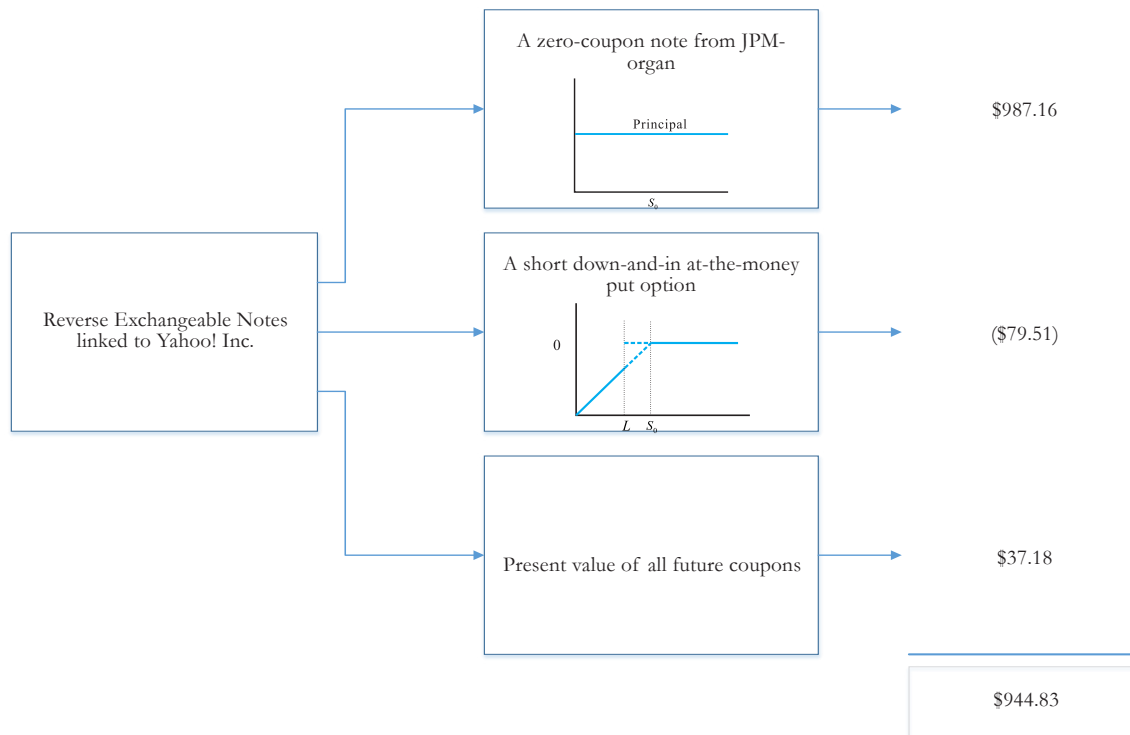 A zero-coupon note from JPM-
organ
Principal
S₀
$987.16
Reverse Exchangeable Notes
linked to Yahoo! Inc.
A short down-and-in at-the-money
put option
0
L S₀
($79.51)
Present value of all future coupons
$37.18
$944.83